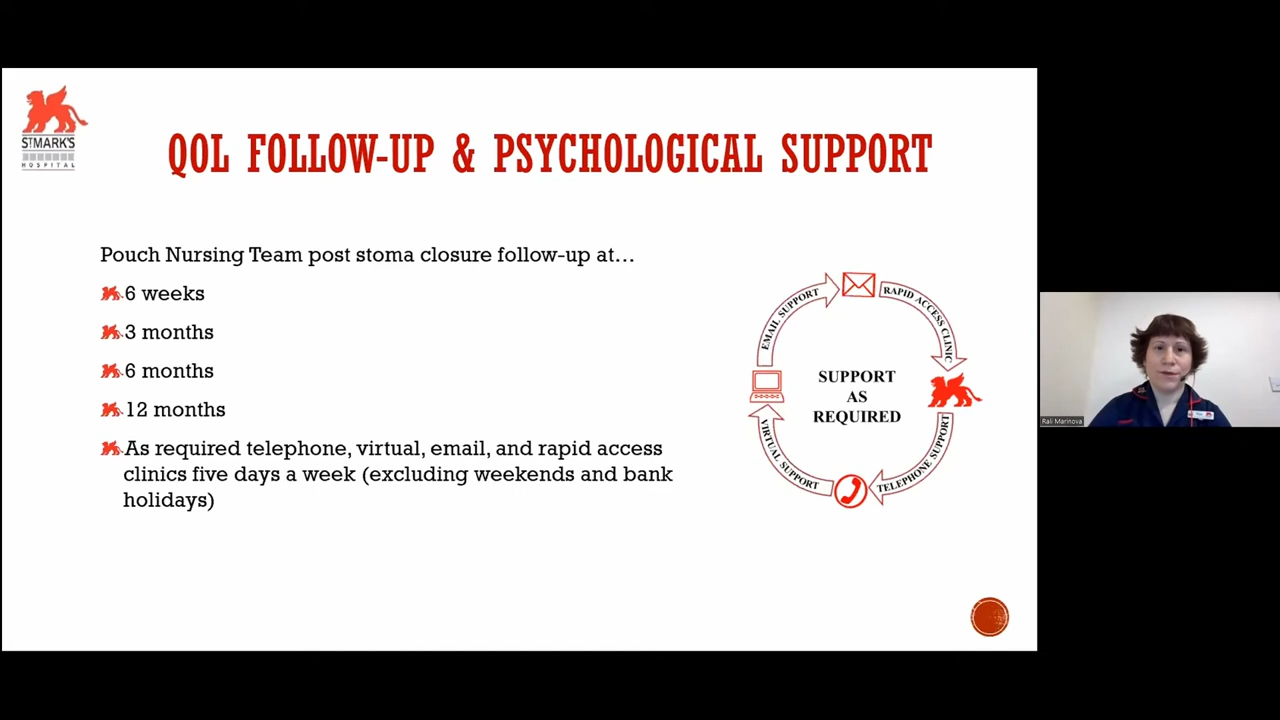 ST MARK'S
HOSPITAL
QOL FOLLOW-UP & PSYCHOLOGICAL SUPPORT
Pouch Nursing Team post stoma closure follow-up at...
6 weeks
3 months
6 months
12 months
As required telephone, virtual, email, and rapid access
clinics five days a week (excluding weekends and bank
holidays)
EMAIL SUPPORT
RAPID ACCESS CLINIC
SUPPORT
AS
REQUIRED
VIRTUAL SUPPORT
TELEPHONE SUPPORT
Rali Marinova